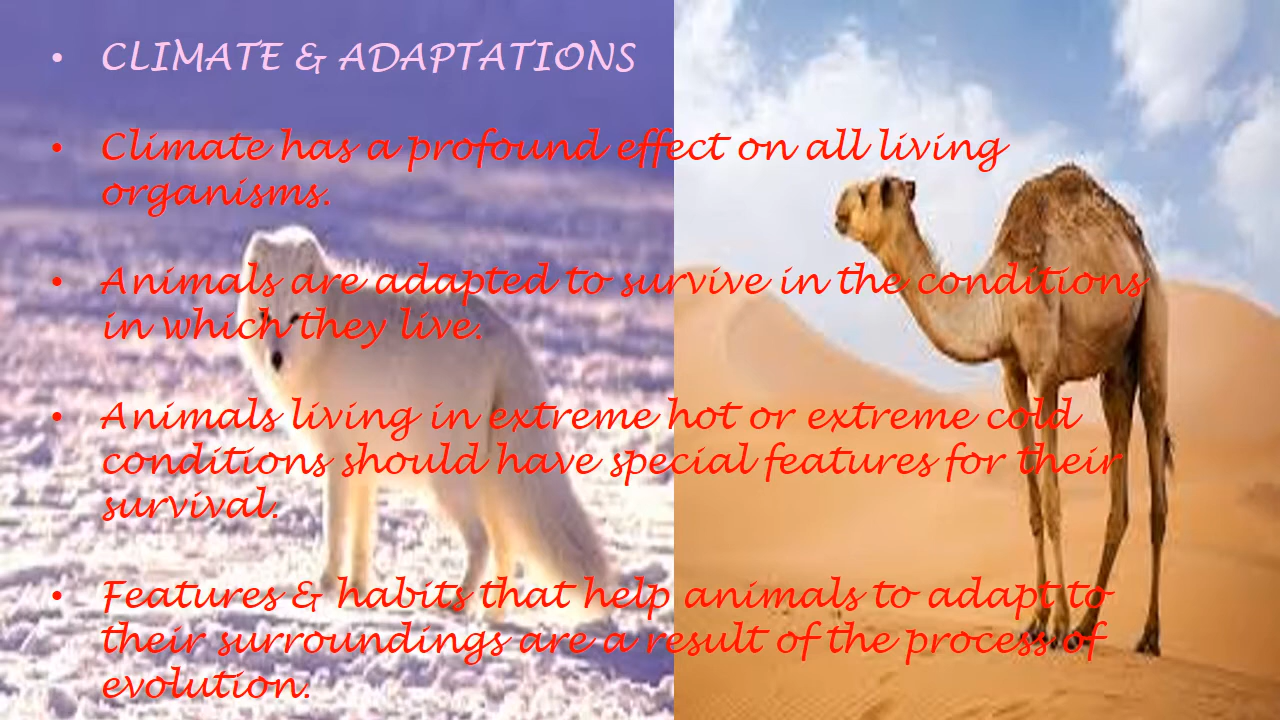 • CLIMATE & ADAPTATIONS
• Climate has a profound effect on all living
organisms.
• Animals are adapted to survive in the conditions
in which they live.
• Animals living in extreme hot or extreme cold
conditions should have special features for their
survival.
• Features & habits that help animals to adapt to
their surroundings are a result of the process of
evolution.